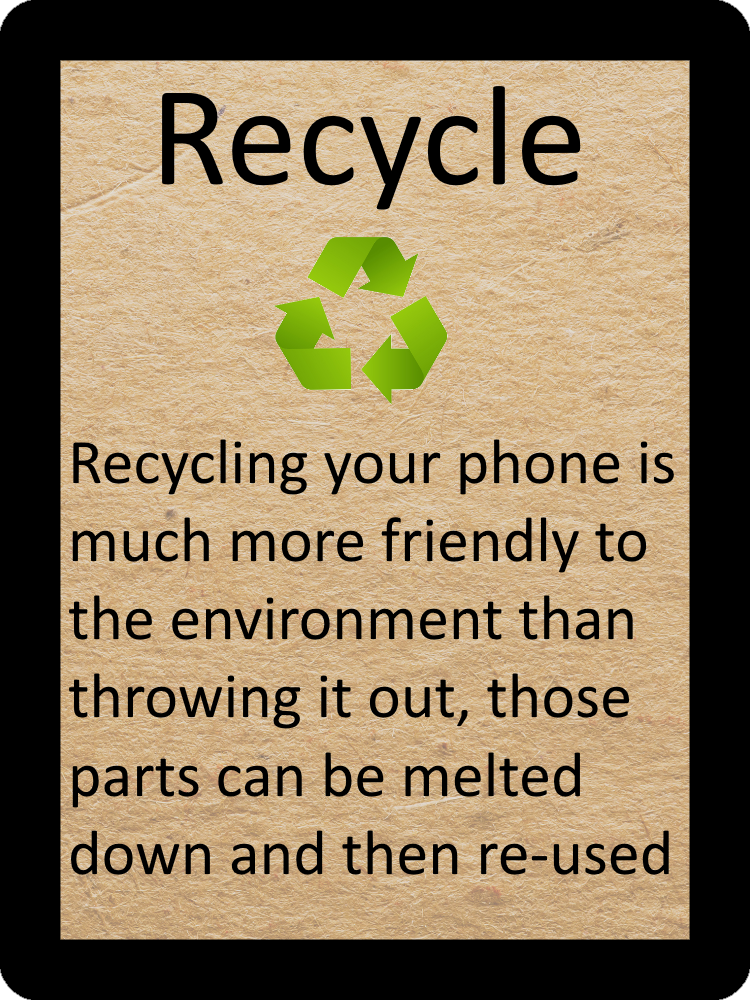 Recycle
Recycling your phone is
much more friendly to
the environment than
throwing it out, those
parts can be melted
down and then re-used